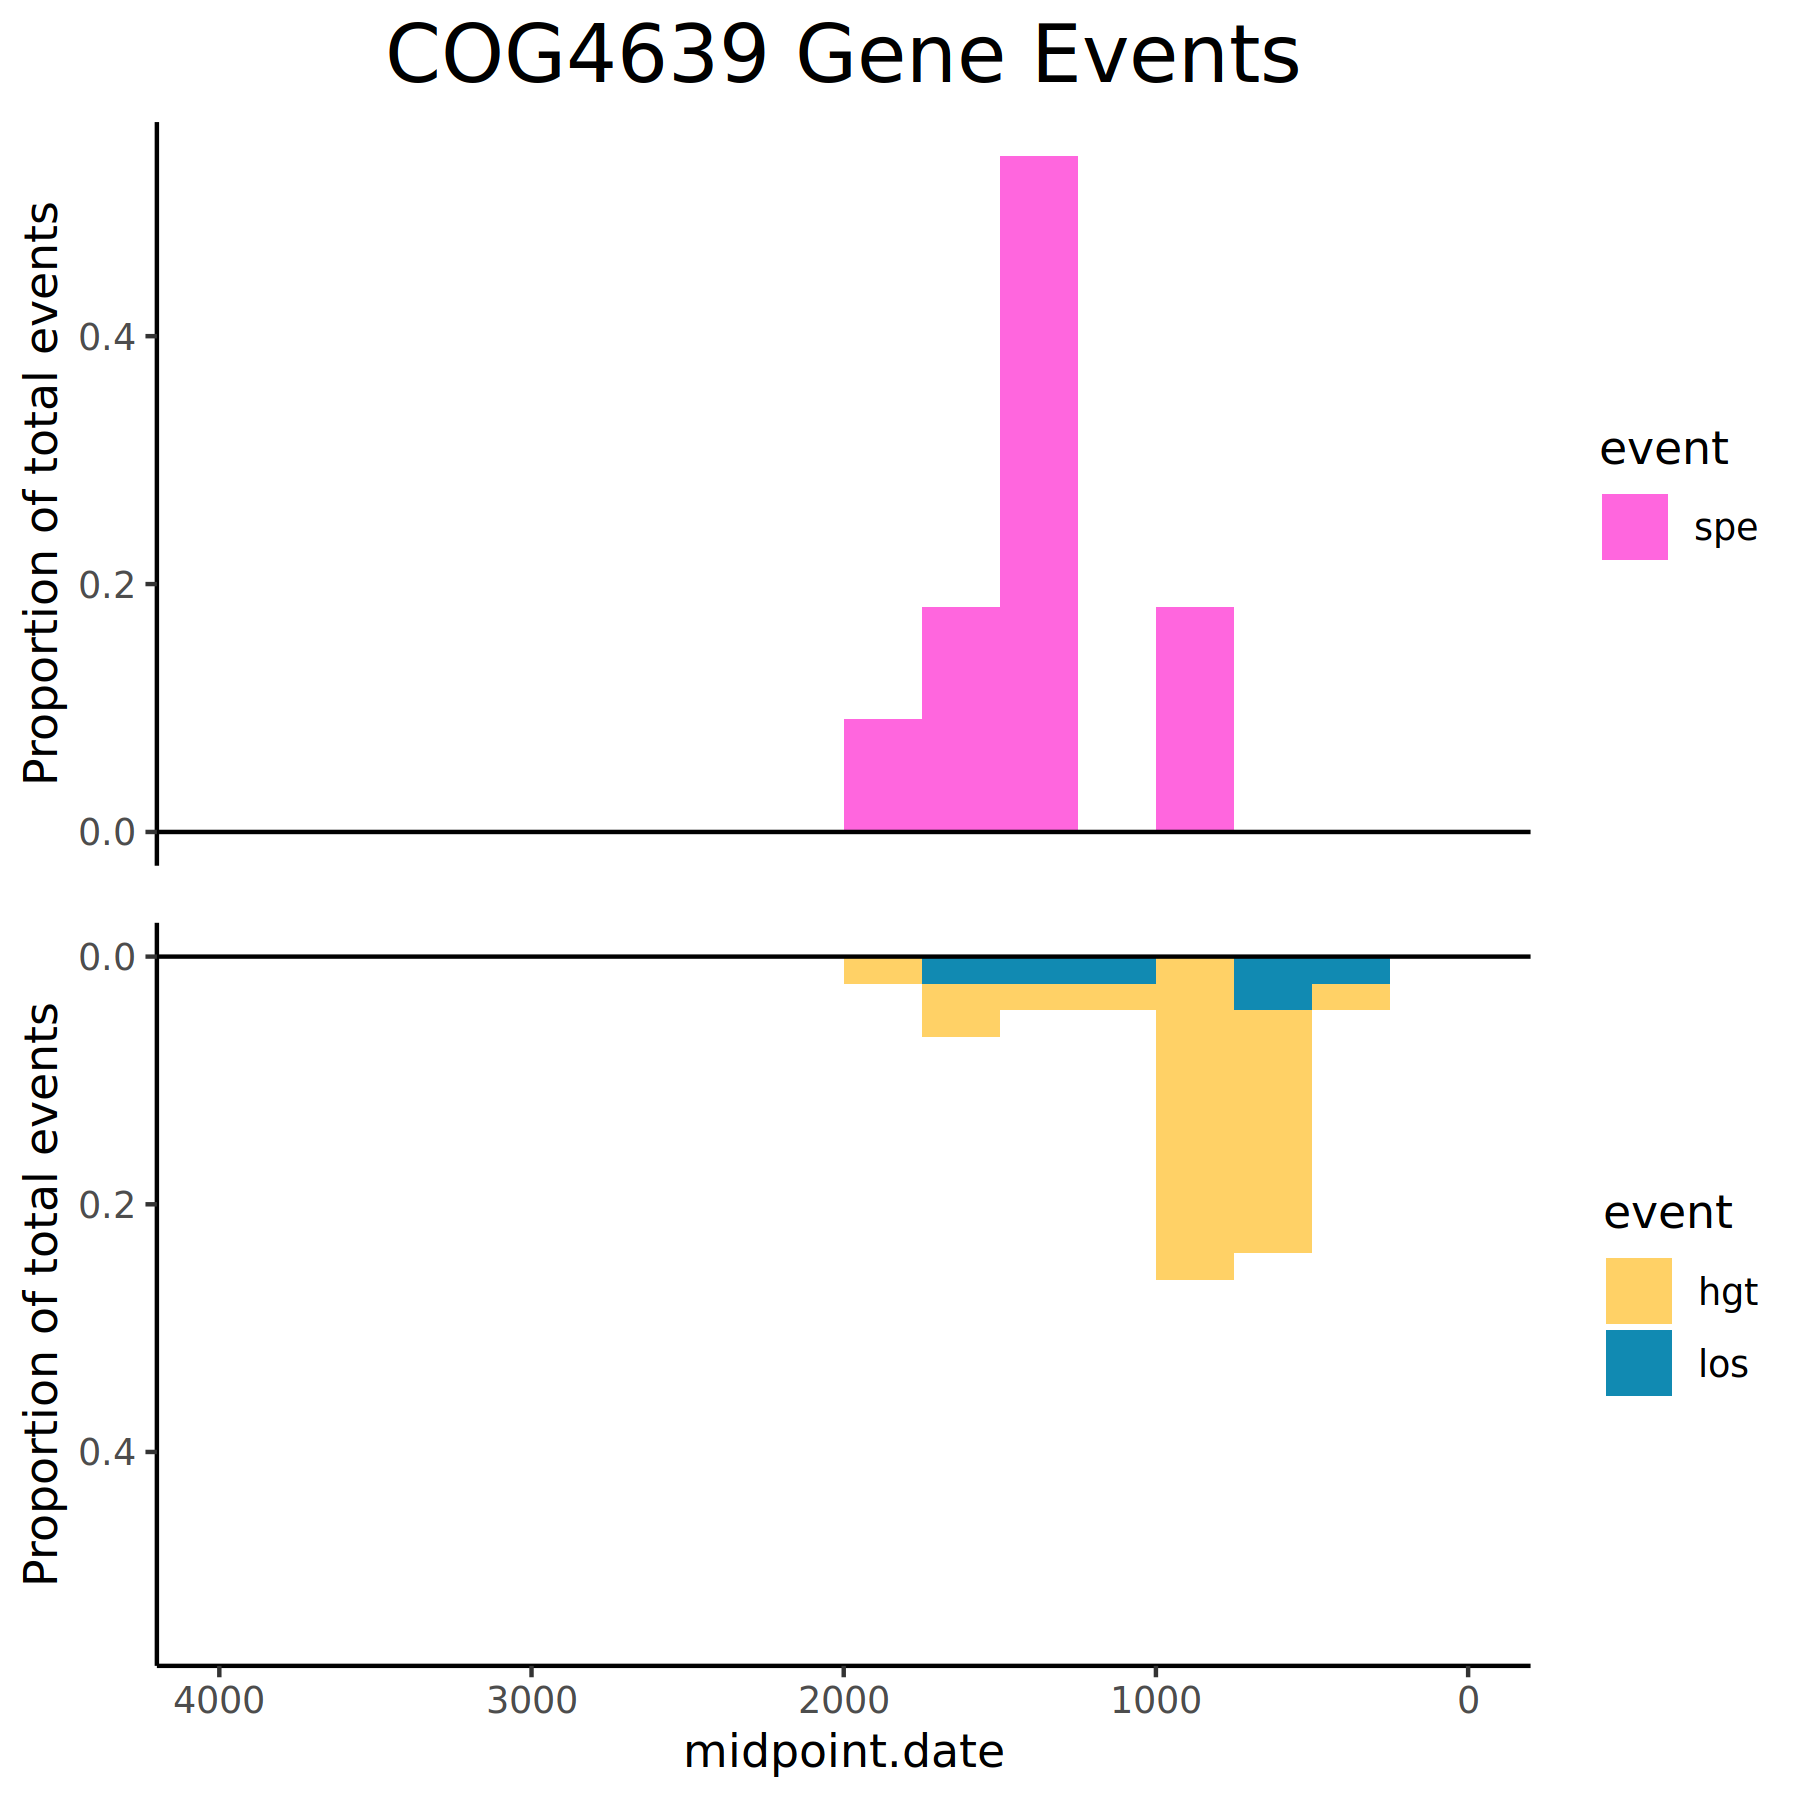 COG4639 Gene Events
Proportion of total events
0.4
0.2
0.0
event
spe
Proportion of total events
0.0
0.2
0.4
event
hgt
los
4000 3000 2000 1000 0
midpoint.date